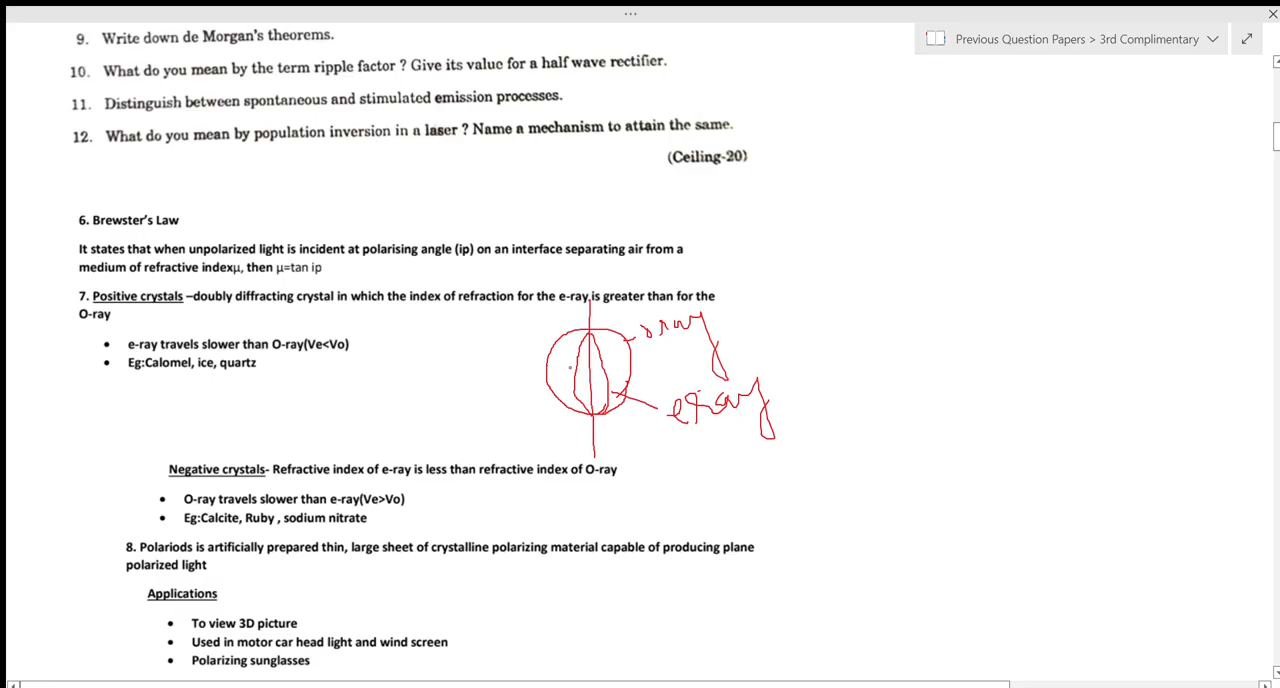 ...
Previous Question Papers > 3rd Complimentary
9. Write down de Morgan's theorems.
10. What do you mean by the term ripple factor ? Give its value for a half wave rectifier.
11. Distinguish between spontaneous and stimulated emission processes.
12. What do you mean by population inversion in a laser ? Name a mechanism to attain the same.
(Ceiling-20)
6. Brewster's Law
It states that when unpolarized light is incident at polarising angle (ip) on an interface separating air from a
medium of refractive indexμ, then μ=tan ip
7. Positive crystals –doubly diffracting crystal in which the index of refraction for the e-ray is greater than for the
O-ray
• e-ray travels slower than O-ray(Ve<Vo)
• Eg:Calomel, ice, quartz
o ray
e ray
Negative crystals- Refractive index of e-ray is less than refractive index of O-ray
• O-ray travels slower than e-ray(Ve>Vo)
• Eg:Calcite, Ruby , sodium nitrate
8. Polariods is artificially prepared thin, large sheet of crystalline polarizing material capable of producing plane
polarized light
Applications
• To view 3D picture
• Used in motor car head light and wind screen
• Polarizing sunglasses